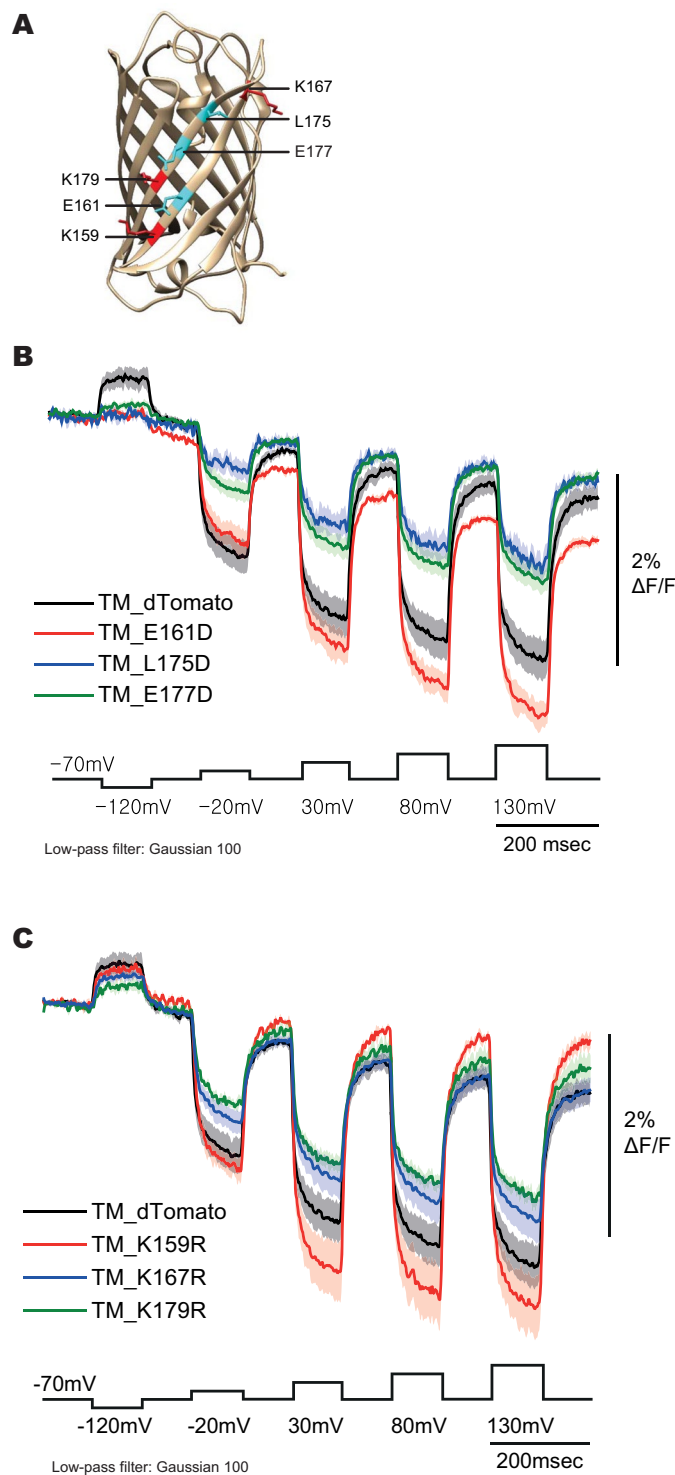 A
K167
L175
E177
K179
E161
K159
B
2%
ΔF/F
TM_dTomato
TM_E161D
TM_L175D
TM_E177D
−70mV
−120mV −20mV 30mV 80mV 130mV
200 msec
Low-pass filter: Gaussian 100
C
2%
ΔF/F
TM_dTomato
TM_K159R
TM_K167R
TM_K179R
-70mV
-120mV -20mV 30mV 80mV 130mV
200msec
Low-pass filter: Gaussian 100